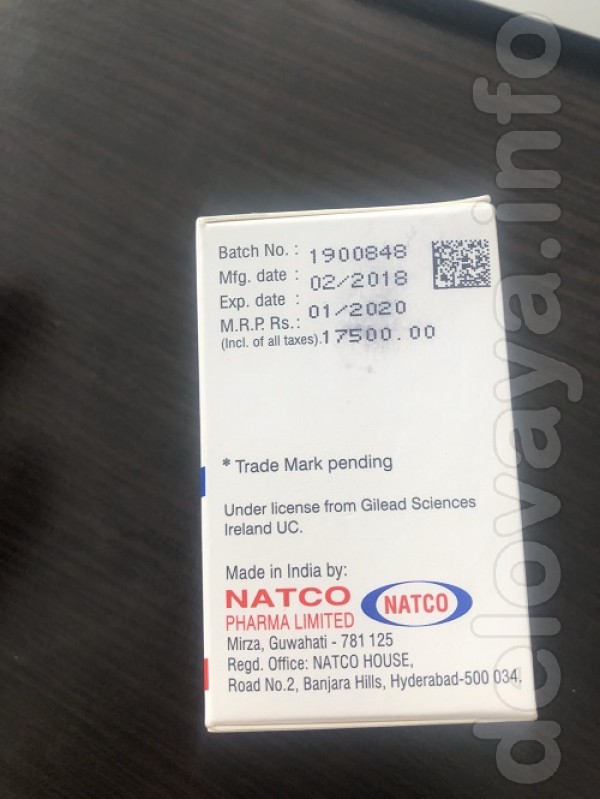 Batch No. : 1900848
Mfg. date : 02/2018
Exp. date : 01/2020
M.R.P. Rs.:
(Incl. of all taxes). 17500.00
* Trade Mark pending
Under license from Gilead Sciences
Ireland UC.
Made in India by:
NATCO
PHARMA LIMITED
NATCO
Mirza, Guwahati - 781 125
Regd. Office: NATCO HOUSE,
Road No.2, Banjara Hills, Hyderabad-500 034.
delovaya.info